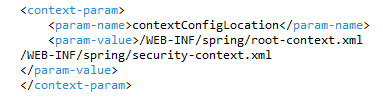 <context-param>
<param-name>contextConfigLocation</param-name>
<param-value>/WEB-INF/spring/root-context.xml
/WEB-INF/spring/security-context.xml
</param-value>
</context-param>